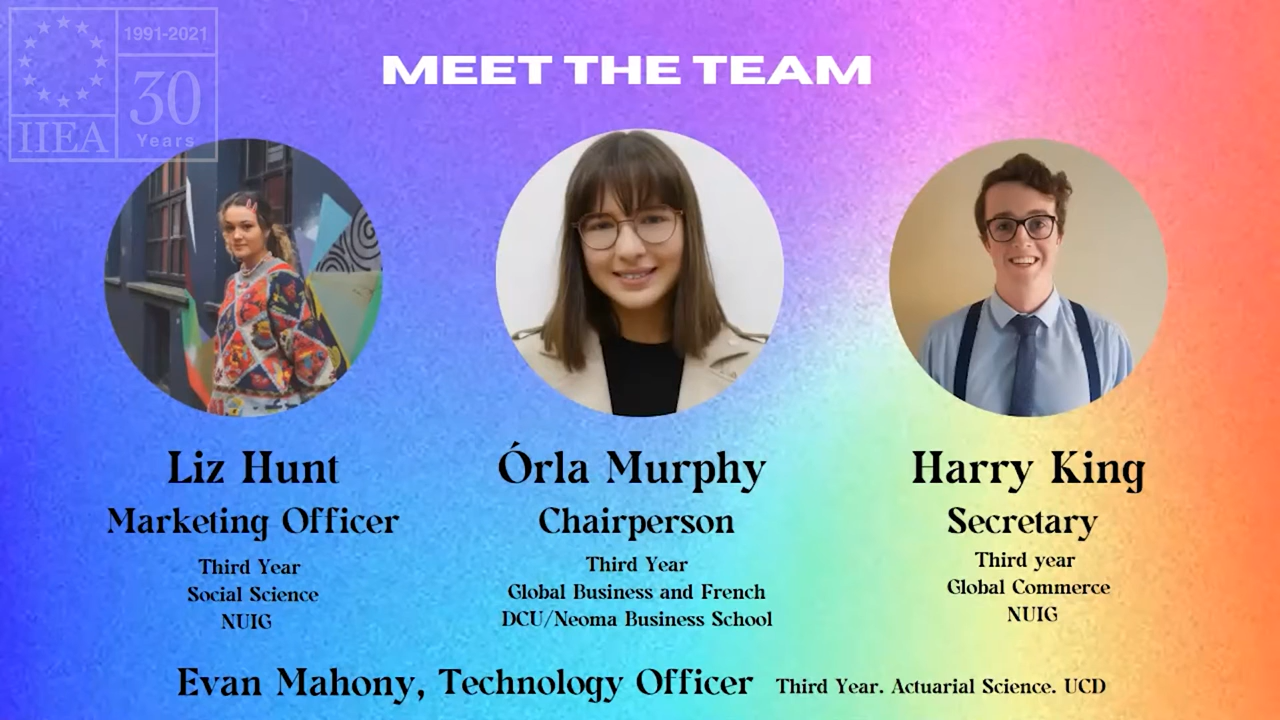 1991-2021
30
Years
IIEA
MEET THE TEAM
Liz Hunt
Marketing Officer
Third Year
Social Science
NUIG
Órla Murphy
Chairperson
Third Year
Global Business and French
DCU/Neoma Business School
Harry King
Secretary
Third year
Global Commerce
NUIG
Evan Mahony, Technology Officer Third Year. Actuarial Science. UCD